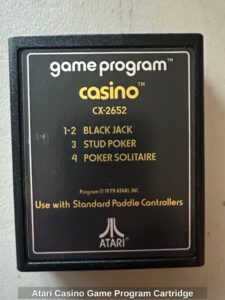 game program™
casino™
CX-2652
1-2 BLACK JACK
3 STUD POKER
4 POKER SOLITAIRE
Program © 1979 ATARI, INC.
Use with Standard Paddle Controllers
ATARI
Atari Casino Game Program Cartridge